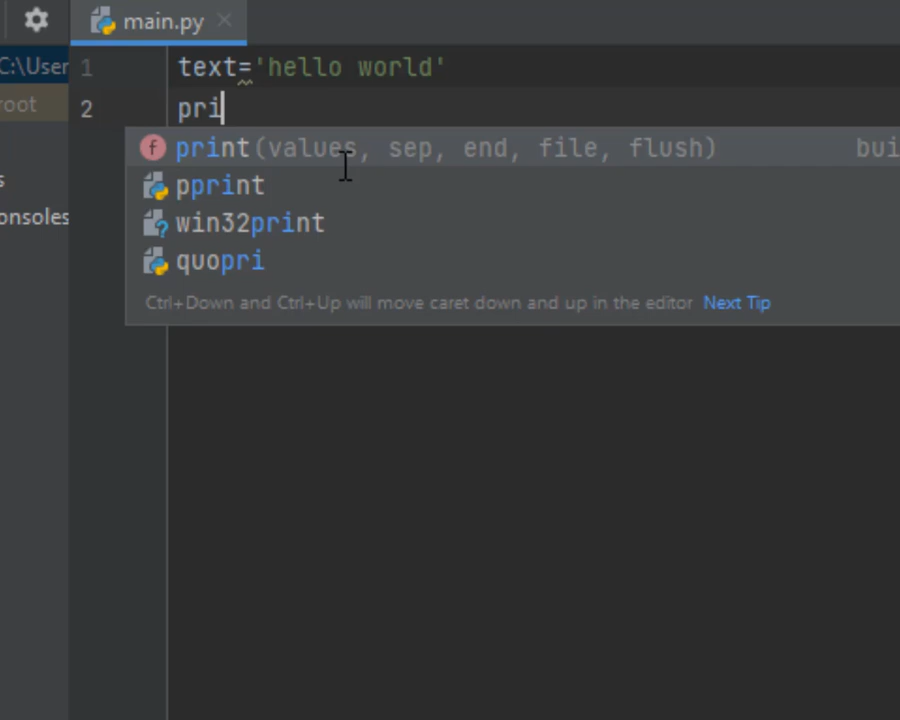 main.py
C:\User
1 text='hello world'
root
2 pri
print(values, sep, end, file, flush) bui
s
pprint
onsoles
win32print
quopri
Ctrl+Down and Ctrl+Up will move caret down and up in the editor Next Tip